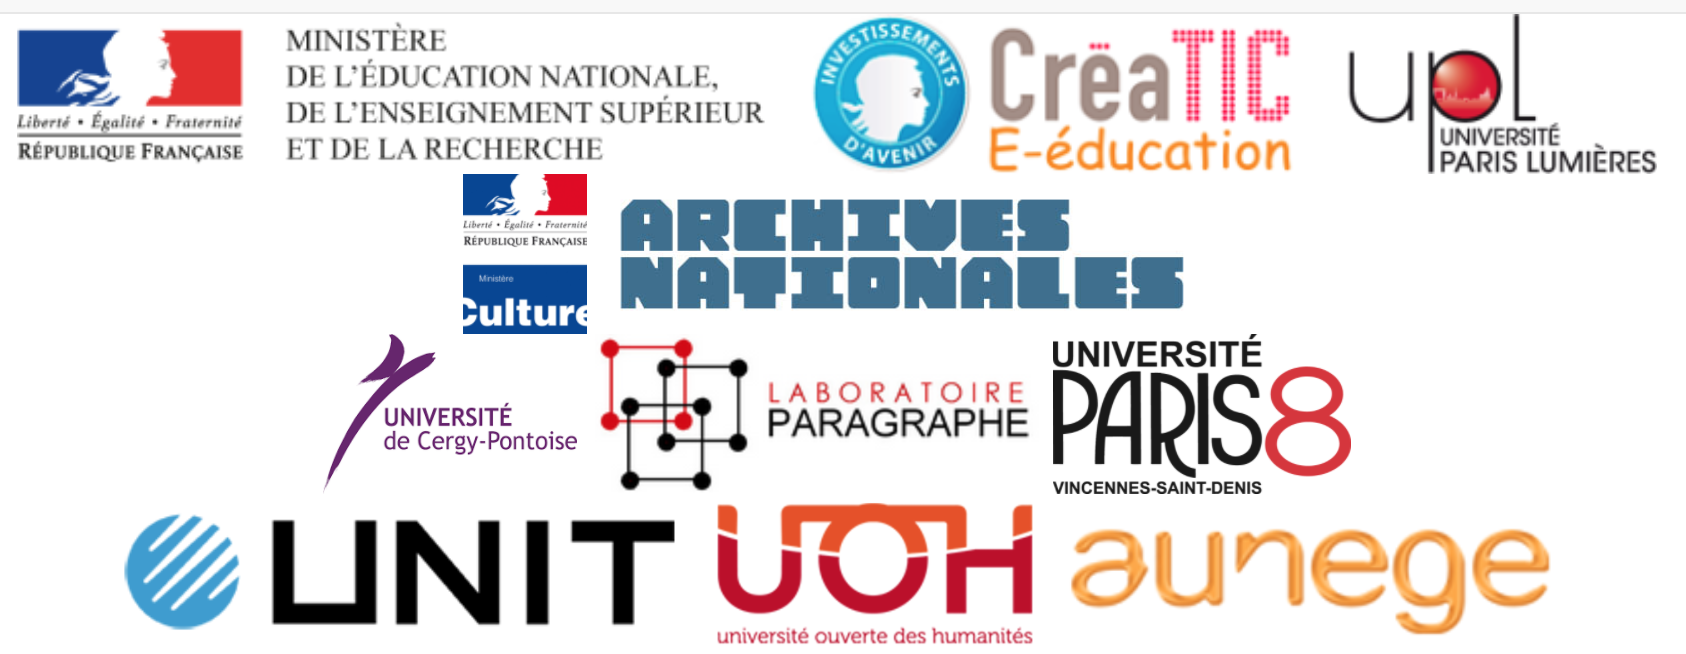 Liberté • Égalité • Fraternité
RÉPUBLIQUE FRANÇAISE
MINISTÈRE
DE L'ÉDUCATION NATIONALE,
DE L'ENSEIGNEMENT SUPÉRIEUR
ET DE LA RECHERCHE
INVESTISSEMENTS
D'AVENIR
CrëaTIC
E-éducation
upL
UNIVERSITÉ
PARIS LUMIÈRES
Liberté • Égalité • Fraternité
RÉPUBLIQUE FRANÇAISE
Ministère
Culture
ARCHIVES
NATIONALES
UNIVERSITÉ
de Cergy-Pontoise
LABORATOIRE
PARAGRAPHE
UNIVERSITÉ
PARIS8
VINCENNES-SAINT-DENIS
UNIT
UOH
université ouverte des humanités
aunege